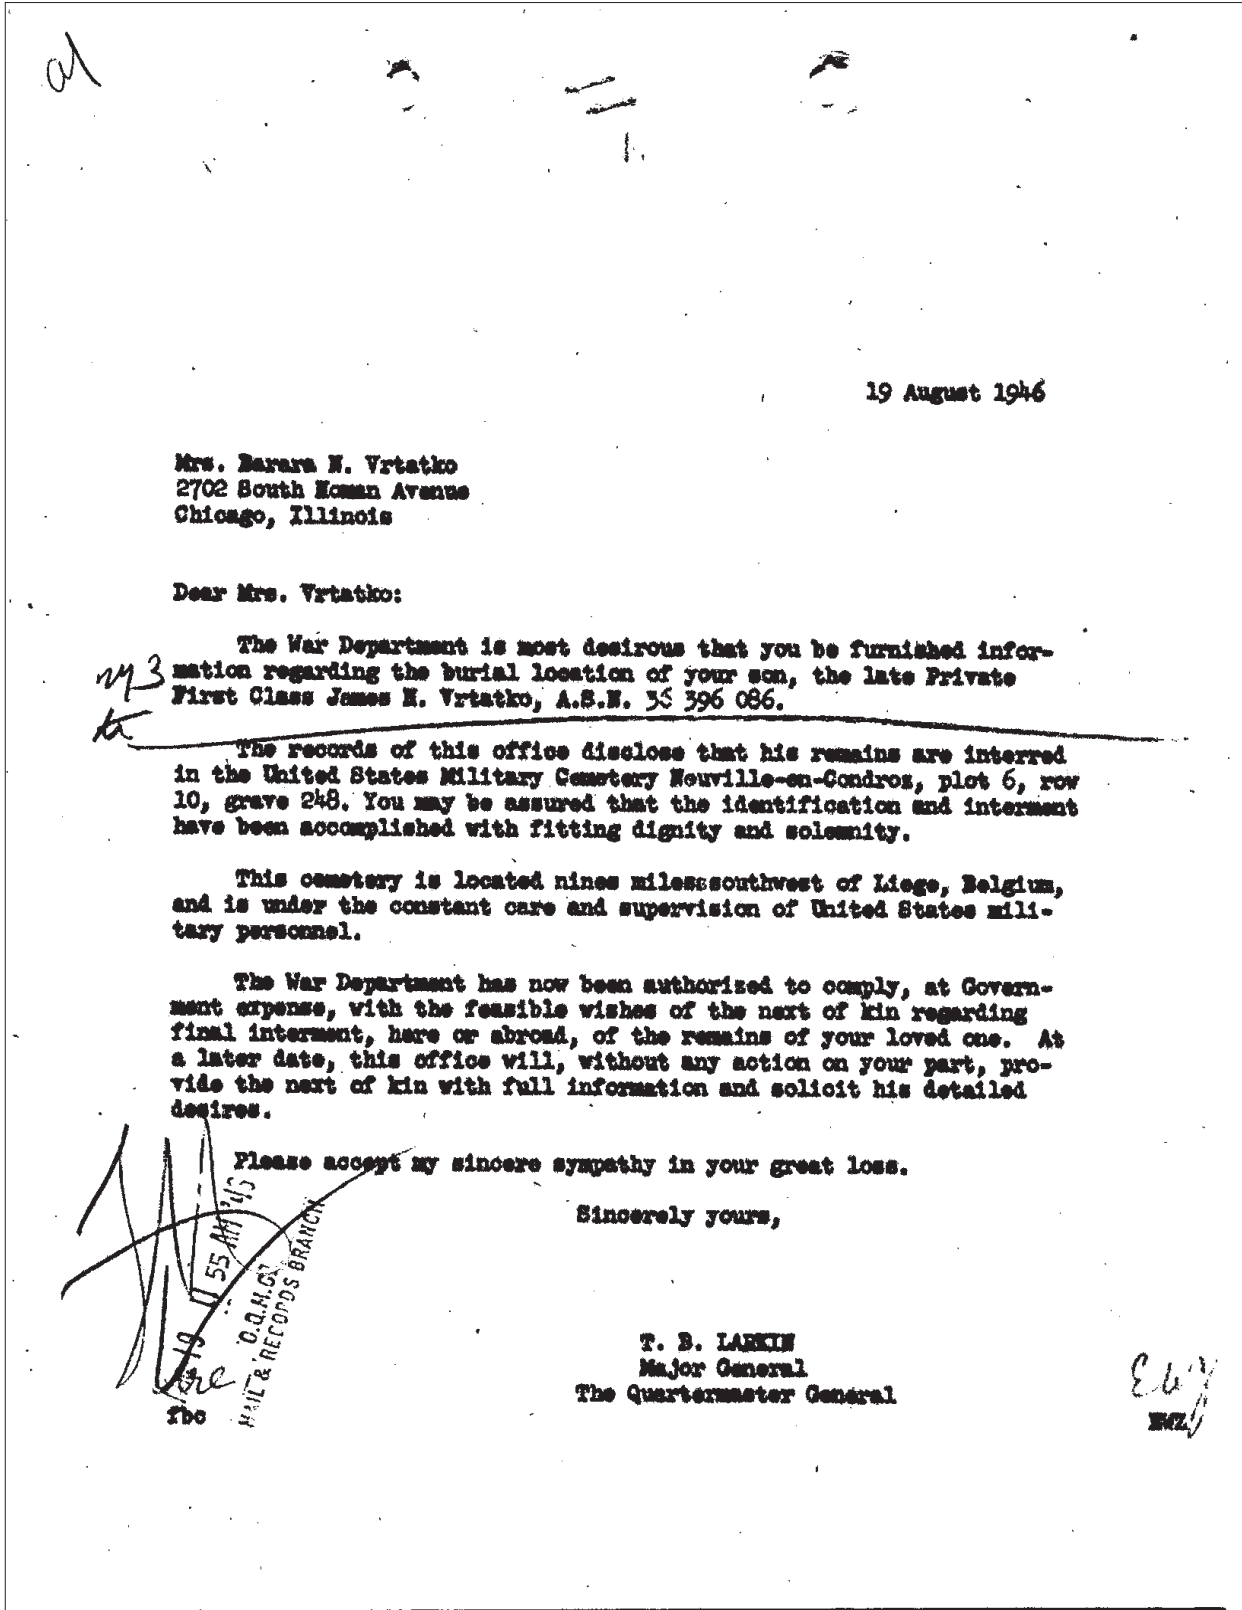 19 August 1946
Mrs. Barara N. Vrtatko
2702 South Homan Avenue
Chicago, Illinois
Dear Mrs. Vrtatko:
The War Department is most desirous that you be furnished infor-
mation regarding the burial location of your son, the late Private
First Class James N. Vrtatko, A.S.N. 36 396 086.
The records of this office disclose that his remains are interred
in the United States Military Cemetery Neuville-en-Condroz, plot 6, row
10, grave 248. You may be assured that the identification and interment
have been accomplished with fitting dignity and solemnity.
This cemetery is located nines milesssouthwest of Liege, Belgium,
and is under the constant care and supervision of United States mili-
tary personnel.
The War Department has now been authorized to comply, at Govern-
ment expense, with the feasible wishes of the next of kin regarding
final interment, here or abroad, of the remains of your loved one. At
a later date, this office will, without any action on your part, pro-
vide the next of kin with full information and solicit his detailed
desires.
Please accept my sincere sympathy in your great loss.
Sincerely yours,
55 AM '46
O.Q.M.G.
MAIL & RECORDS BRANCH
T. B. LARKIN
Major General
The Quartermaster General
fbc
EWZ